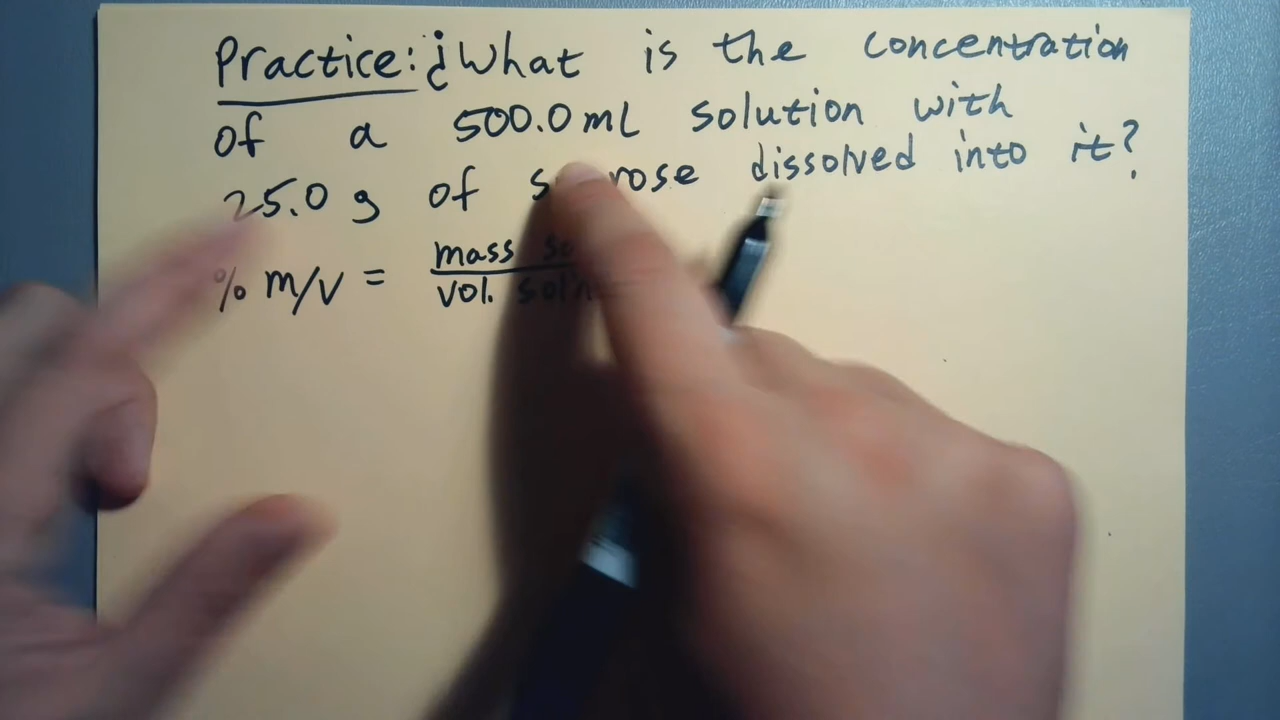 Practice: ¿What is the concentration
of a 500.0 mL solution with
25.0 g of dissolved into it?
% m/v = mass
vol. sol'n